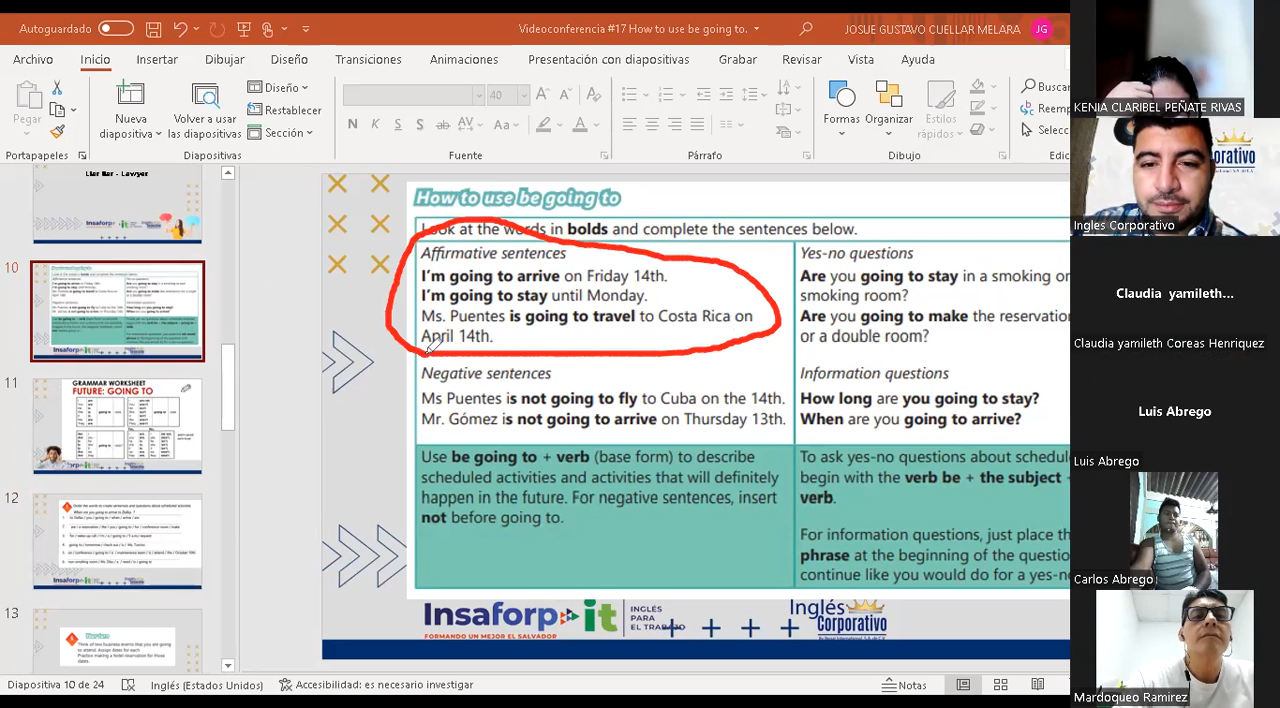 Autoguardado
Videoconferencia #17 How to use be going to.
JOSUE GUSTAVO CUELLAR MELARA
JG
Archivo
Inicio
Insertar
Dibujar
Diseño
Transiciones
Animaciones
Presentación con diapositivas
Grabar
Revisar
Vista
Ayuda
Pegar
Nueva diapositiva
Volver a usar las diapositivas
Diseño
Restablecer
Sección
40
Formas
Organizar
Estilos rápidos
Buscar
Portapapeles
Diapositivas
Fuente
Párrafo
Dibujo
10
11
GRAMMAR WORKSHEET
FUTURE: GOING TO
12
13
How to use be going to
Look at the words in bolds and complete the sentences below.
Affirmative sentences
I'm going to arrive on Friday 14th.
I'm going to stay until Monday.
Ms. Puentes is going to travel to Costa Rica on
April 14th.
Negative sentences
Ms Puentes is not going to fly to Cuba on the 14th.
Mr. Gómez is not going to arrive on Thursday 13th.
Use be going to + verb (base form) to describe
scheduled activities and activities that will definitely
happen in the future. For negative sentences, insert
not before going to.
Yes-no questions
Are you going to stay in a smoking or
smoking room?
Are you going to make the
or a double room?
Information questions
How long are you going to stay?
When are you going to arrive?
To ask yes-no questions about
begin with the verb be + the subject
verb.
For information questions, just place
phrase at the beginning of the
continue like you would do for a
Insaforp it
FORMANDO UN MEJOR EL SALVADOR
INGLÉS
PARA
EL TRABAJO
Inglés
Corporativo
KENIA CLARIBEL PEÑATE RIVAS
Ingles Corporativo
Claudia yamileth...
Claudia yamileth Coreas Henriquez
Luis Abrego
Luis Abrego
Carlos Abrego
Mardoqueo Ramirez
Diapositiva 10 de 24
Inglés (Estados Unidos)
Accesibilidad: es necesario investigar
Notas